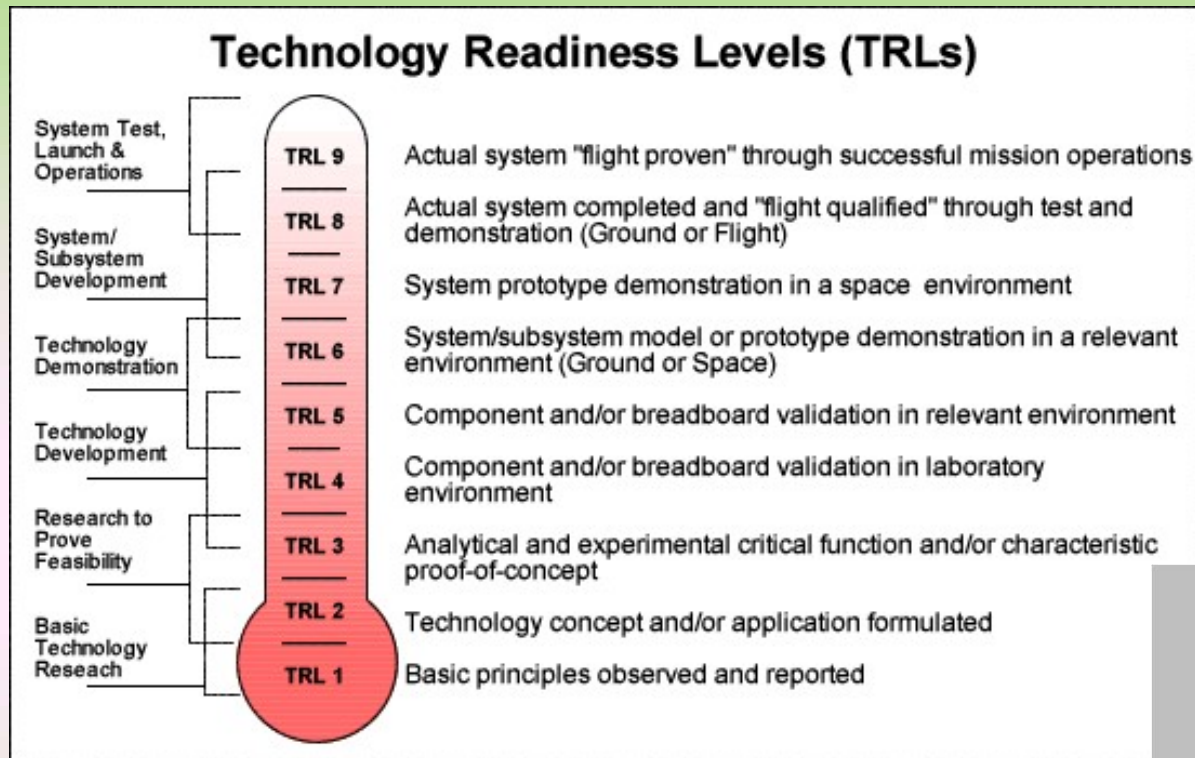 Technology Readiness Levels (TRLs)
System Test,
Launch &
Operations
System/
Subsystem
Development
Technology
Demonstration
Technology
Development
Research to
Prove
Feasibility
Basic
Technology
Reseach
TRL 9
Actual system "flight proven" through successful mission operations
TRL 8
Actual system completed and "flight qualified" through test and
demonstration (Ground or Flight)
TRL 7
System prototype demonstration in a space environment
TRL 6
System/subsystem model or prototype demonstration in a relevant
environment (Ground or Space)
TRL 5
Component and/or breadboard validation in relevant environment
TRL 4
Component and/or breadboard validation in laboratory
environment
TRL 3
Analytical and experimental critical function and/or characteristic
proof-of-concept
TRL 2
Technology concept and/or application formulated
TRL 1
Basic principles observed and reported